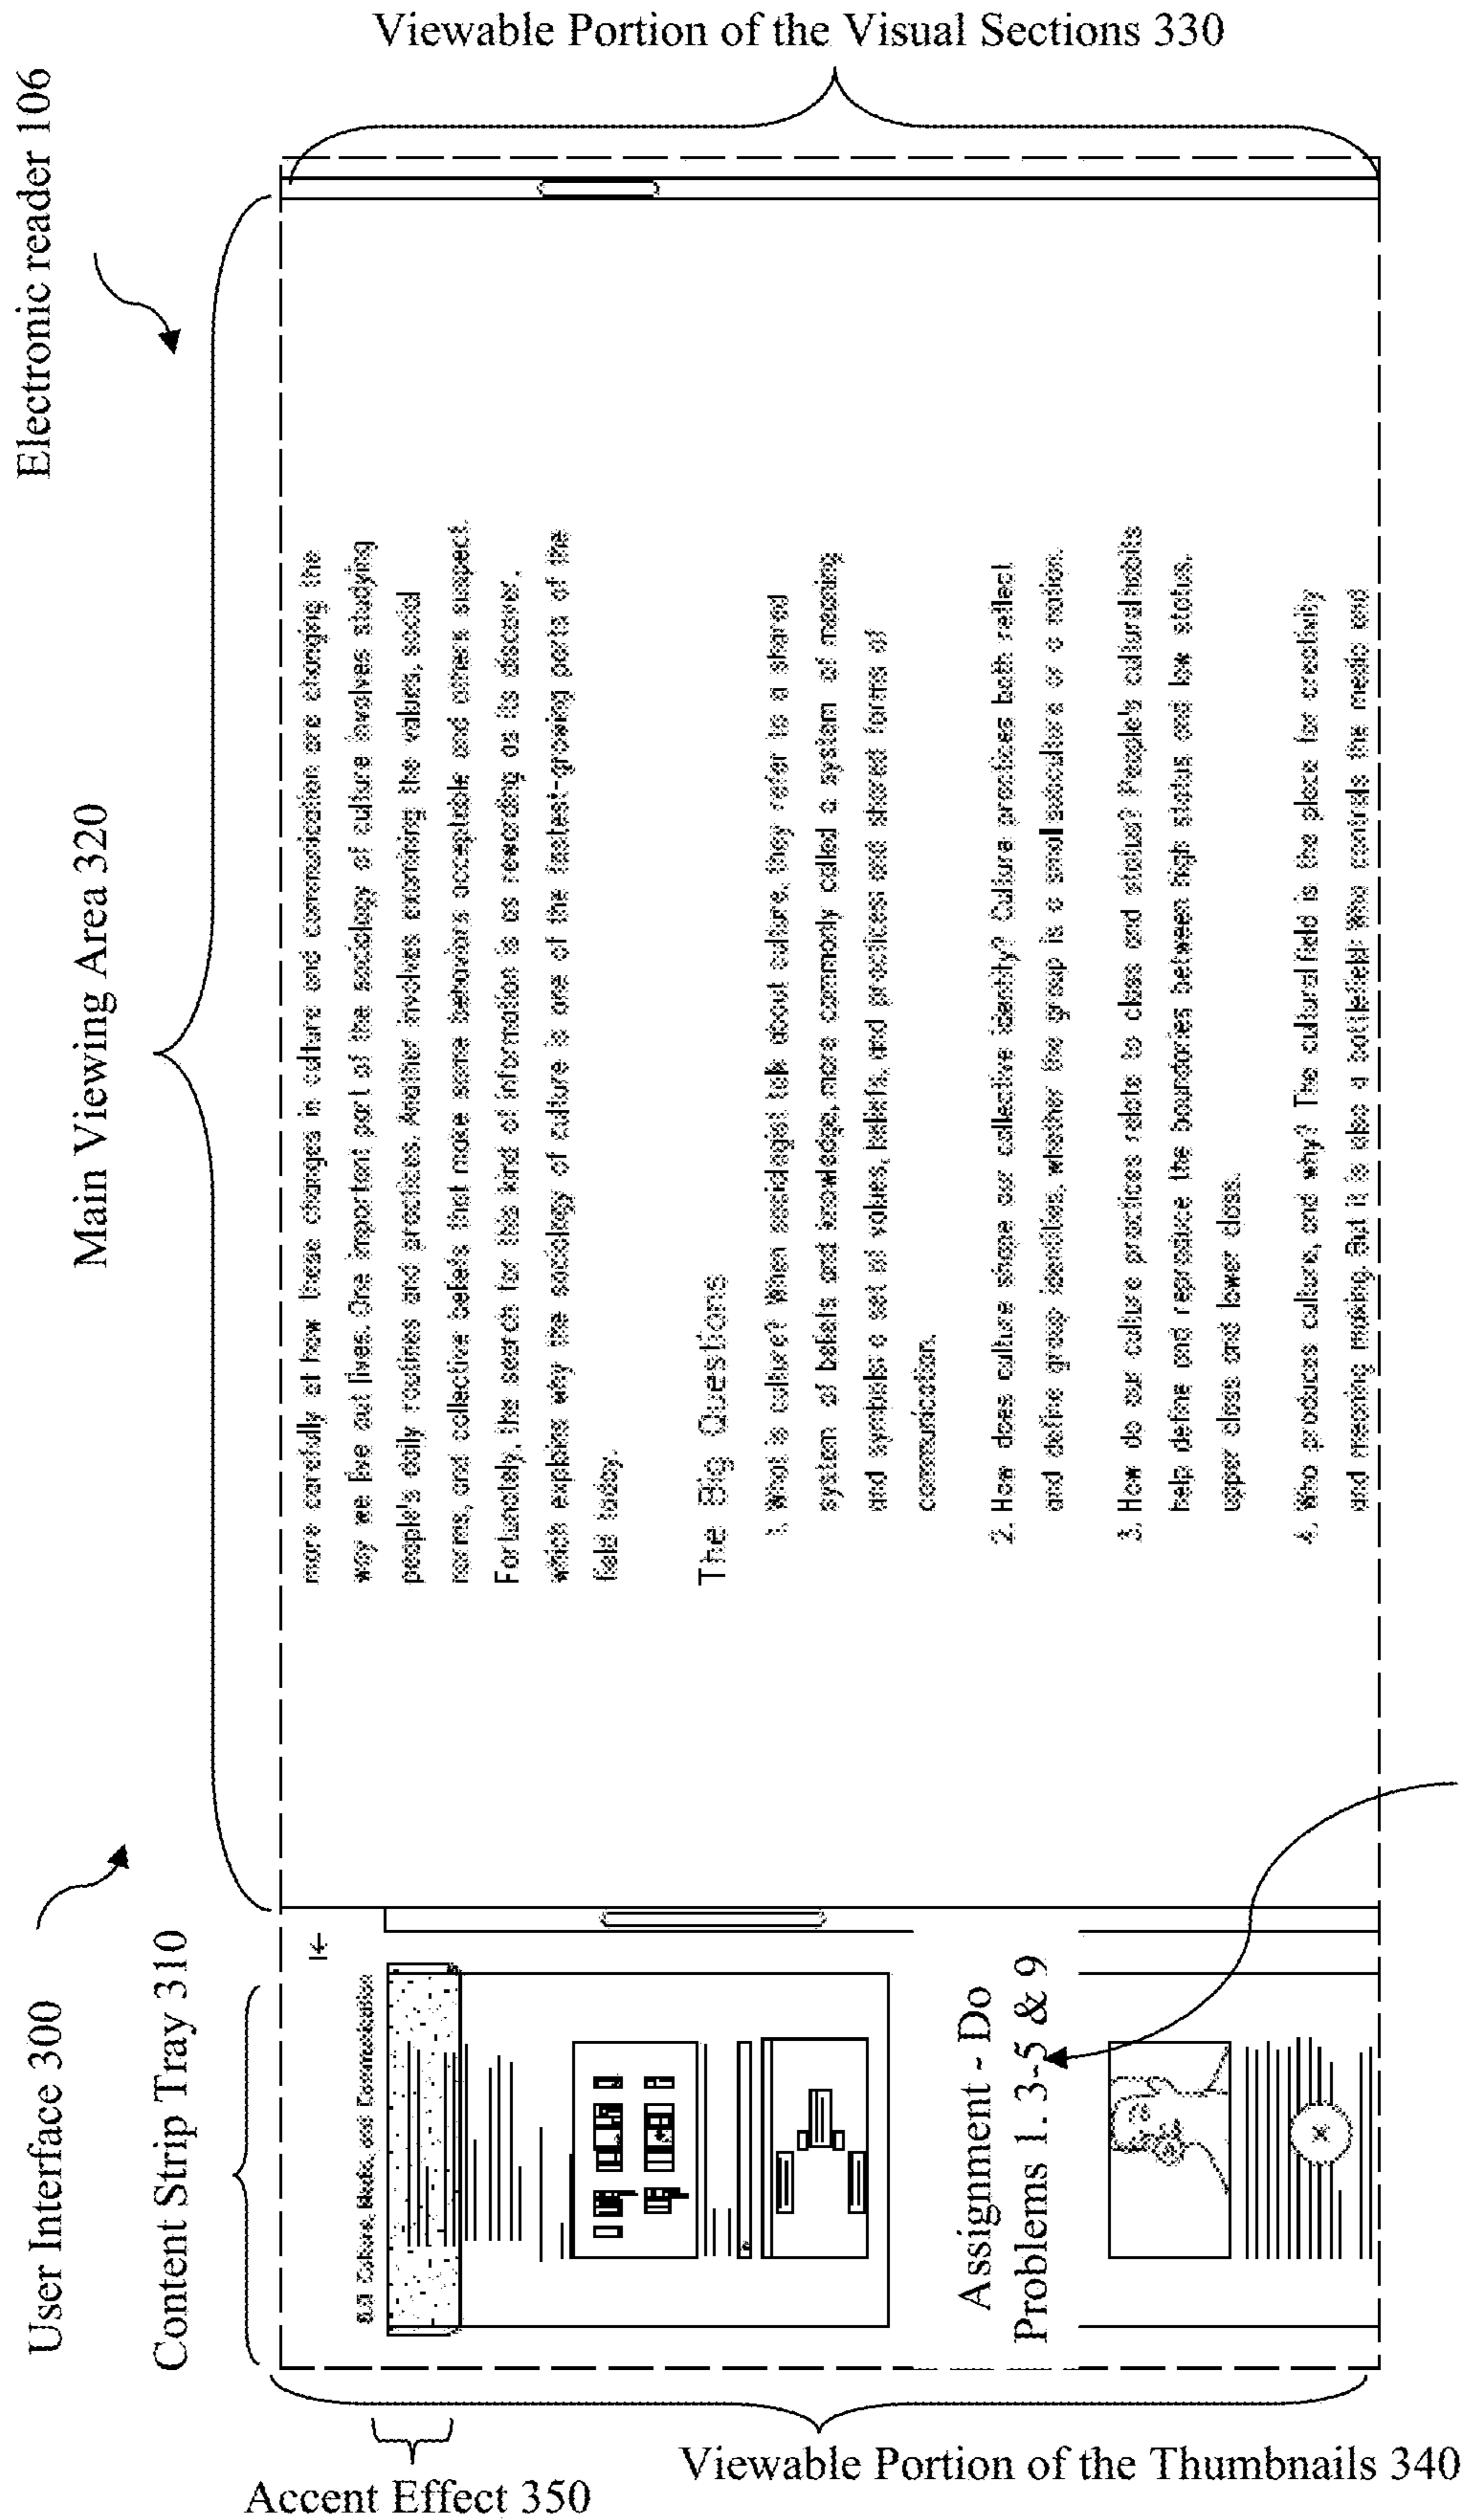 Viewable Portion of the Visual Sections 330
Electronic reader 106
Main Viewing Area 320
User Interface 300
Content Strip Tray 310
more carefully at how these changes in culture and communication are changing the
way we live out lives. One important part of the sociology of culture involves studying
people's daily routines and practices. Another involves examining the values, social
norms, and collective beliefs that make some behaviors acceptable and others suspect.
Fortunately, the search for this kind of information is as rewarding as its discover,
which explains why the sociology of culture is one of the fastest-growing parts of the
field today.
The Big Questions
1. What is culture? When sociologist talk about culture, they refer to a shared
system of beliefs and knowledge, more commonly called a system of meaning
and symbols: a set of values, beliefs, and practices: and shared forms of
communication.
2. How does culture shape our collective identity? Cultural practices both reflect
and define group identities, whether the group is a small subculture or a nation.
3. How do our culture practices relate to class and status? People's cultural habits
help define and reproduce the boundaries between high status and low status,
upper class and lower class.
4. Who produces culture, and why? The cultural field is the place for creativity
and meaning making. But it is also a battlefield: Who controls the media and
Culture, Media, and Communication
Assignment - Do
Problems 1. 3-5 & 9
Viewable Portion of the Thumbnails 340
Accent Effect 350